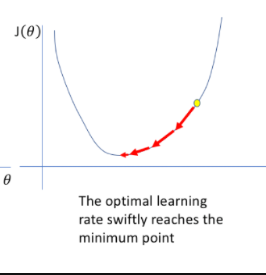 J(θ)
θ
The optimal learning
rate swiftly reaches the
minimum point